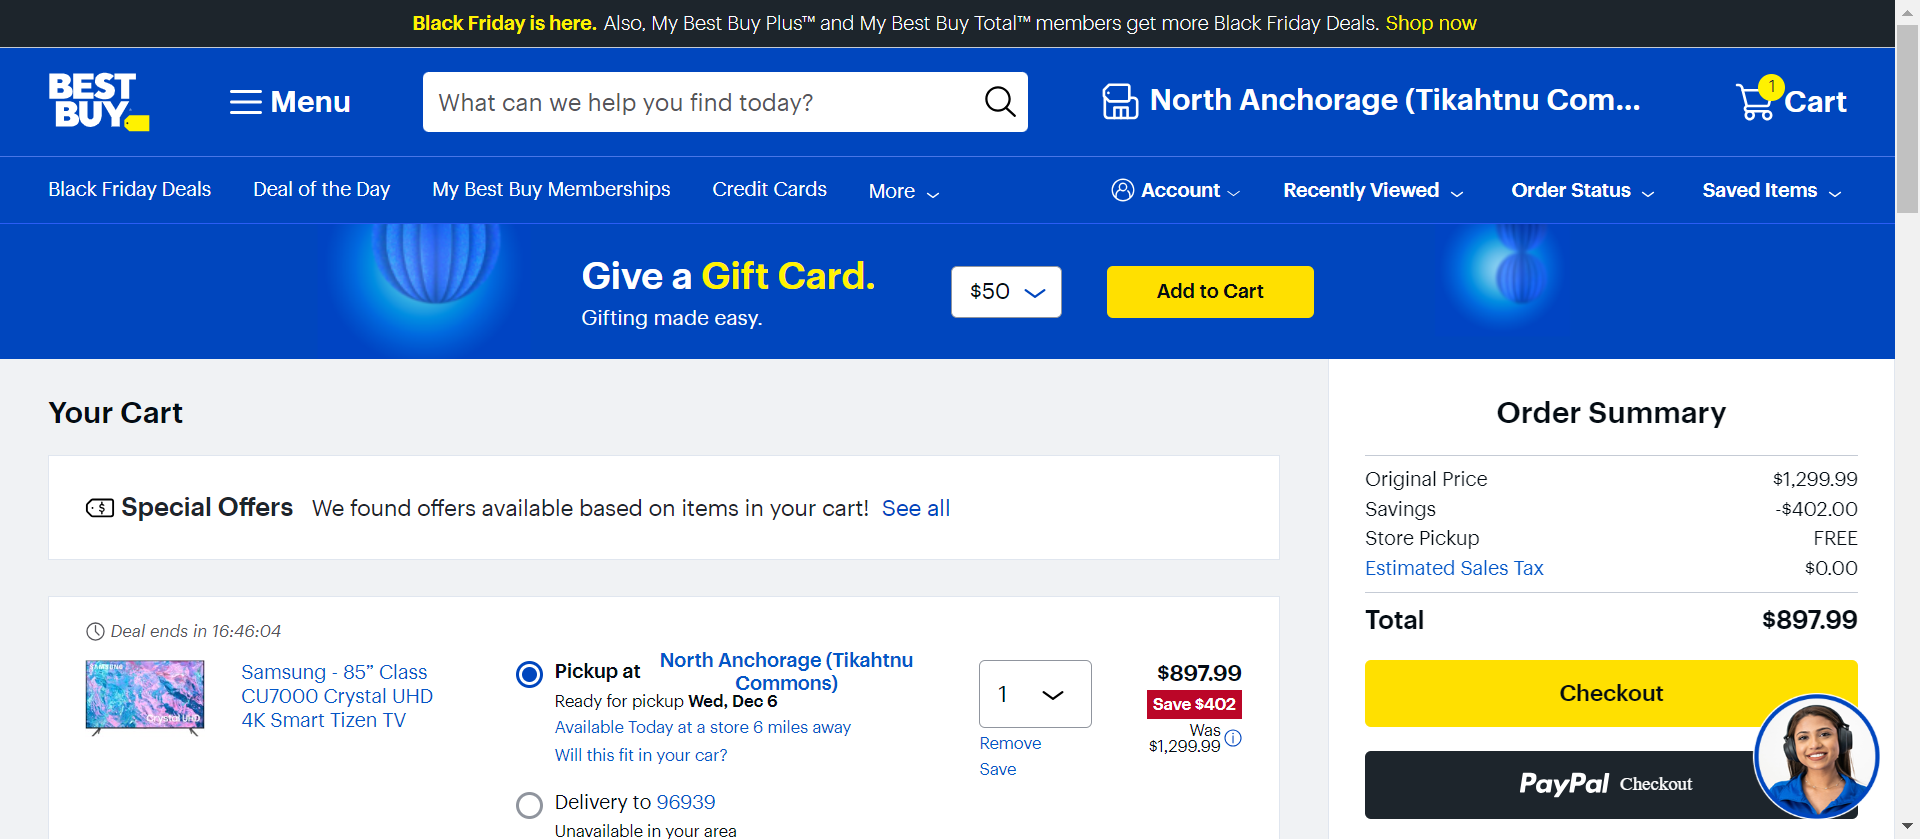 Black Friday is here. Also, My Best Buy Plus™ and My Best Buy Total™ members get more Black Friday Deals. Shop now
BEST BUY
Menu
What can we help you find today?
North Anchorage (Tikahtnu Com...
1
Cart
Black Friday Deals
Deal of the Day
My Best Buy Memberships
Credit Cards
More
Account
Recently Viewed
Order Status
Saved Items
Give a Gift Card.
Gifting made easy.
$50
Add to Cart
Your Cart
Special Offers We found offers available based on items in your cart! See all
Deal ends in 16:46:04
SAMSUNG
Crystal UHD
Samsung - 85” Class
CU7000 Crystal UHD
4K Smart Tizen TV
Pickup at North Anchorage (Tikahtnu
Commons)
Ready for pickup Wed, Dec 6
Available Today at a store 6 miles away
Will this fit in your car?
Delivery to 96939
Unavailable in your area
1
Remove
Save
$897.99
Save $402
Was
$1,299.99
Order Summary
Original Price $1,299.99
Savings -$402.00
Store Pickup FREE
Estimated Sales Tax $0.00
Total $897.99
Checkout
PayPal Checkout